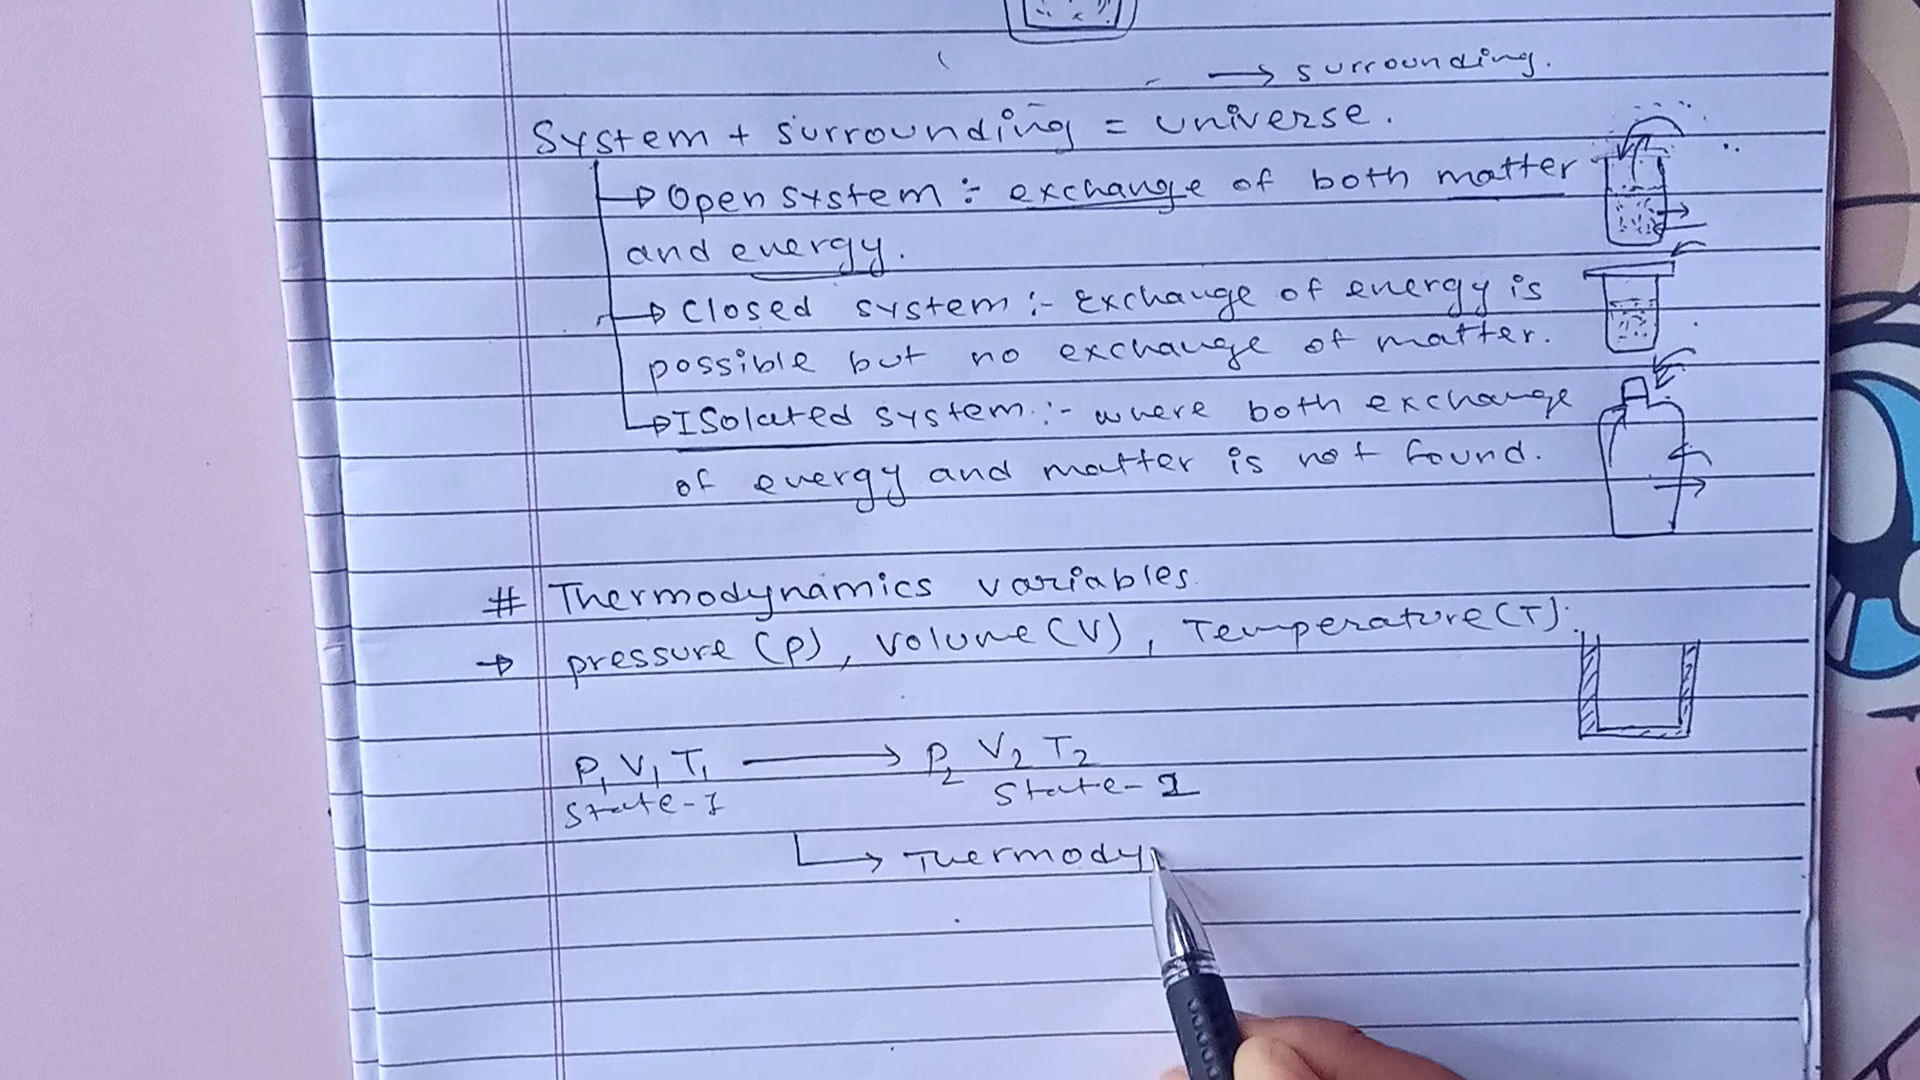 → surrounding.
System + surrounding = universe.
→ Open system :- exchange of both matter
and energy.
→ Closed system :- Exchange of energy is
possible but no exchange of matter.
→ Isolated system :- where both exchange
of energy and matter is not found.
# Thermodynamics variables.
→ pressure (P), volume (V), Temperature (T).
P₁ V₁ T₁ → P₂ V₂ T₂
State-1 State-2
→ Thermody